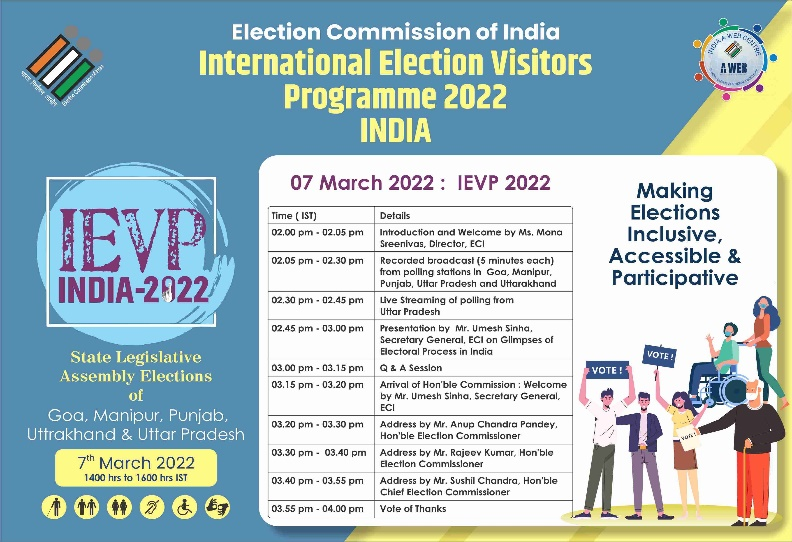 Election Commission of India
International Election Visitors
Programme 2022
INDIA
A WEB
IEVP
INDIA-2022
State Legislative
Assembly Elections
of
Goa, Manipur, Punjab,
Uttrakhand & Uttar Pradesh
7th March 2022
1400 hrs to 1600 hrs IST
07 March 2022 : IEVP 2022
Time ( IST) Details
02.00 pm - 02.05 pm Introduction and Welcome by Ms. Mona
Sreenivas, Director, ECI
02.05 pm - 02.30 pm Recorded broadcast (5 minutes each)
from polling stations in Goa, Manipur,
Punjab, Uttar Pradesh and Uttarakhand
02.30 pm - 02.45 pm Live Streaming of polling from
Uttar Pradesh
02.45 pm - 03.00 pm Presentation by Mr. Umesh Sinha,
Secretary General, ECI on Glimpses of
Electoral Process in India
03.00 pm - 03.15 pm Q & A Session
03.15 pm - 03.20 pm Arrival of Hon'ble Commission : Welcome
by Mr. Umesh Sinha, Secretary General,
ECI
03.20 pm - 03.30 pm Address by Mr. Anup Chandra Pandey,
Hon'ble Election Commissioner
03.30 pm - 03.40 pm Address by Mr. Rajeev Kumar, Hon'ble
Election Commissioner
03.40 pm - 03.55 pm Address by Mr. Sushil Chandra, Hon'ble
Chief Election Commissioner
03.55 pm - 04.00 pm Vote of Thanks
Making
Elections
Inclusive,
Accessible &
Participative
VOTE !
VOTE !
VOTE !